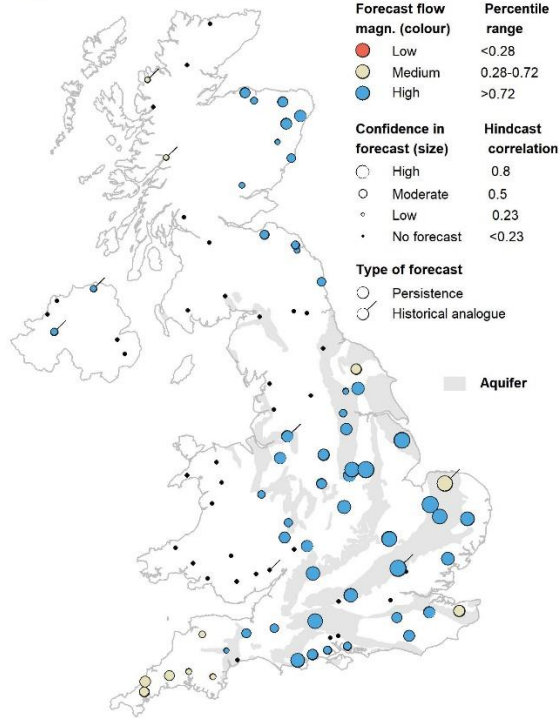 Forecast flow Percentile
magn. (colour) range
Low <0.28
Medium 0.28-0.72
High >0.72
Confidence in Hindcast
forecast (size) correlation
High 0.8
Moderate 0.5
Low 0.23
No forecast <0.23
Type of forecast
Persistence
Historical analogue
Aquifer